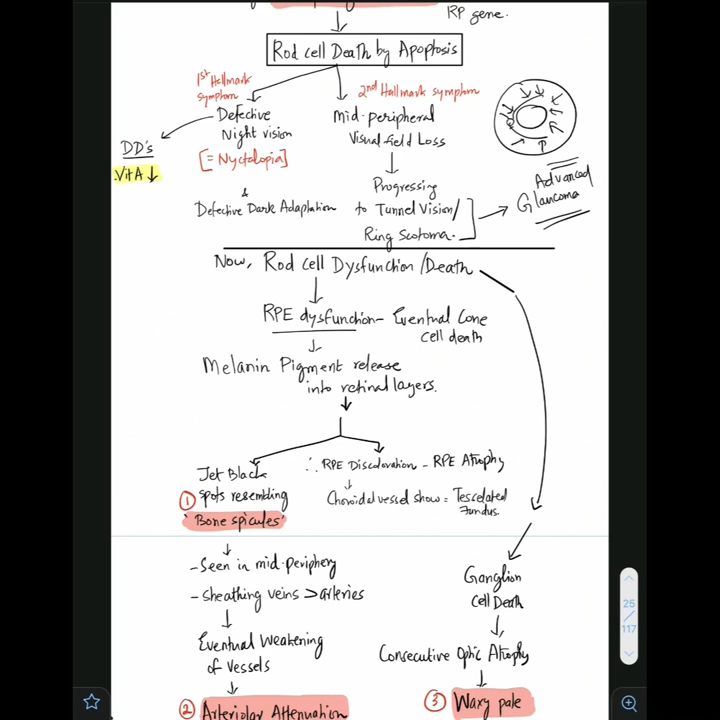 RP gene.
Rod cell Death by Apoptosis
1st Hallmark
symptom
2nd Hallmark symptom
Defective
Night vision
[= Nyctalopia]
&
Defective Dark Adaptation
DD's
Vit A ↓
Mid-peripheral
Visual field Loss
Progressing
to Tunnel Vision/
Ring Scotoma.
Advanced
Glaucoma
Now, Rod cell Dysfunction/Death
RPE dysfunction - Eventual Cone
cell death
Melanin Pigment release
into retinal layers.
Jet Black
① spots resembling
'Bone spicules'
∴ RPE Discolouration - RPE Atrophy
Choroidal vessel show = Tescelated
Fundus.
- Seen in mid-periphery
- Sheathing veins > arteries
Eventual Weakening
of vessels
② Arteriolar Attenuation
Ganglion
Cell Death
Consecutive Optic Atrophy
③ Waxy pale
25
117